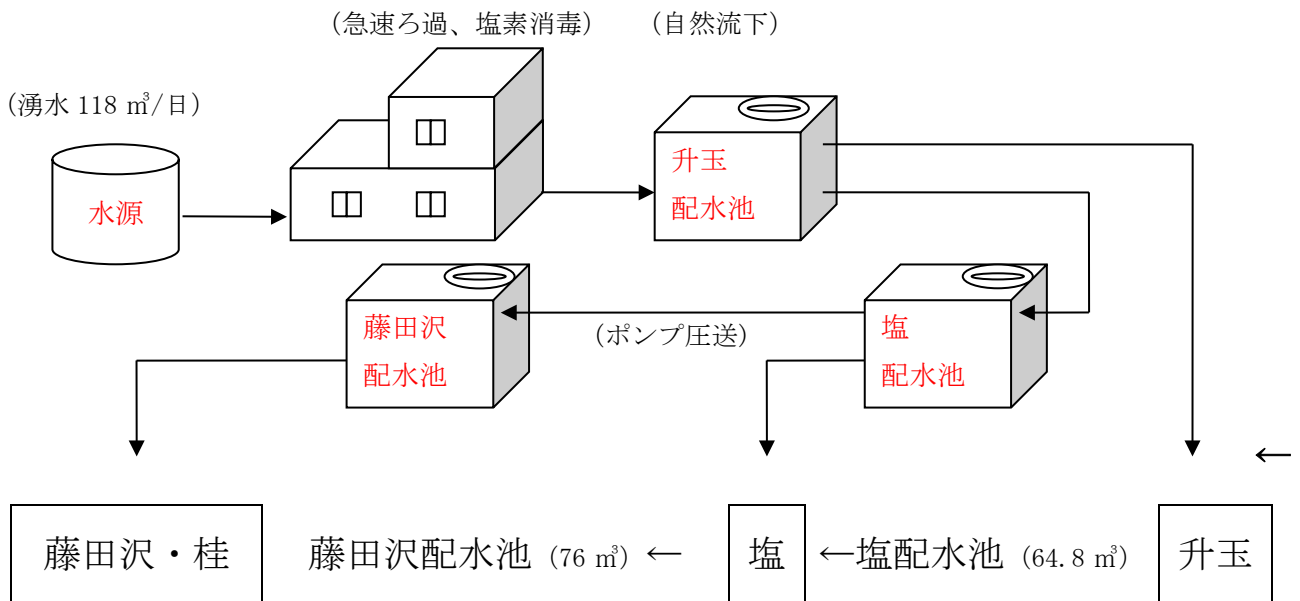 (急速ろ過、塩素消毒) (自然流下)
(湧水 118 ㎥/日)
水源
升玉
配水池
藤田沢
配水池
(ポンプ圧送)
塩
配水池
←
藤田沢・桂 藤田沢配水池 (76 ㎥) ← 塩 ←塩配水池 (64.8 ㎥) 升玉